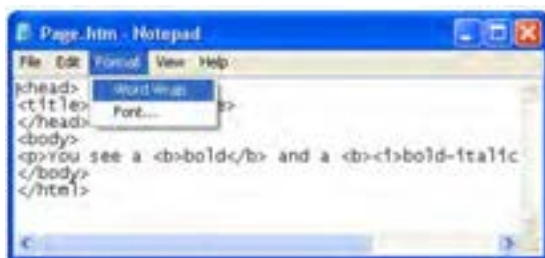 Page.htm - Notepad
File Edit Format View Help
Word Wrap
Font...
<head>
<title>
</head>
<body>
<p>You see a <b>bold</b> and a <b><i>bold-italic
</body>
</html>